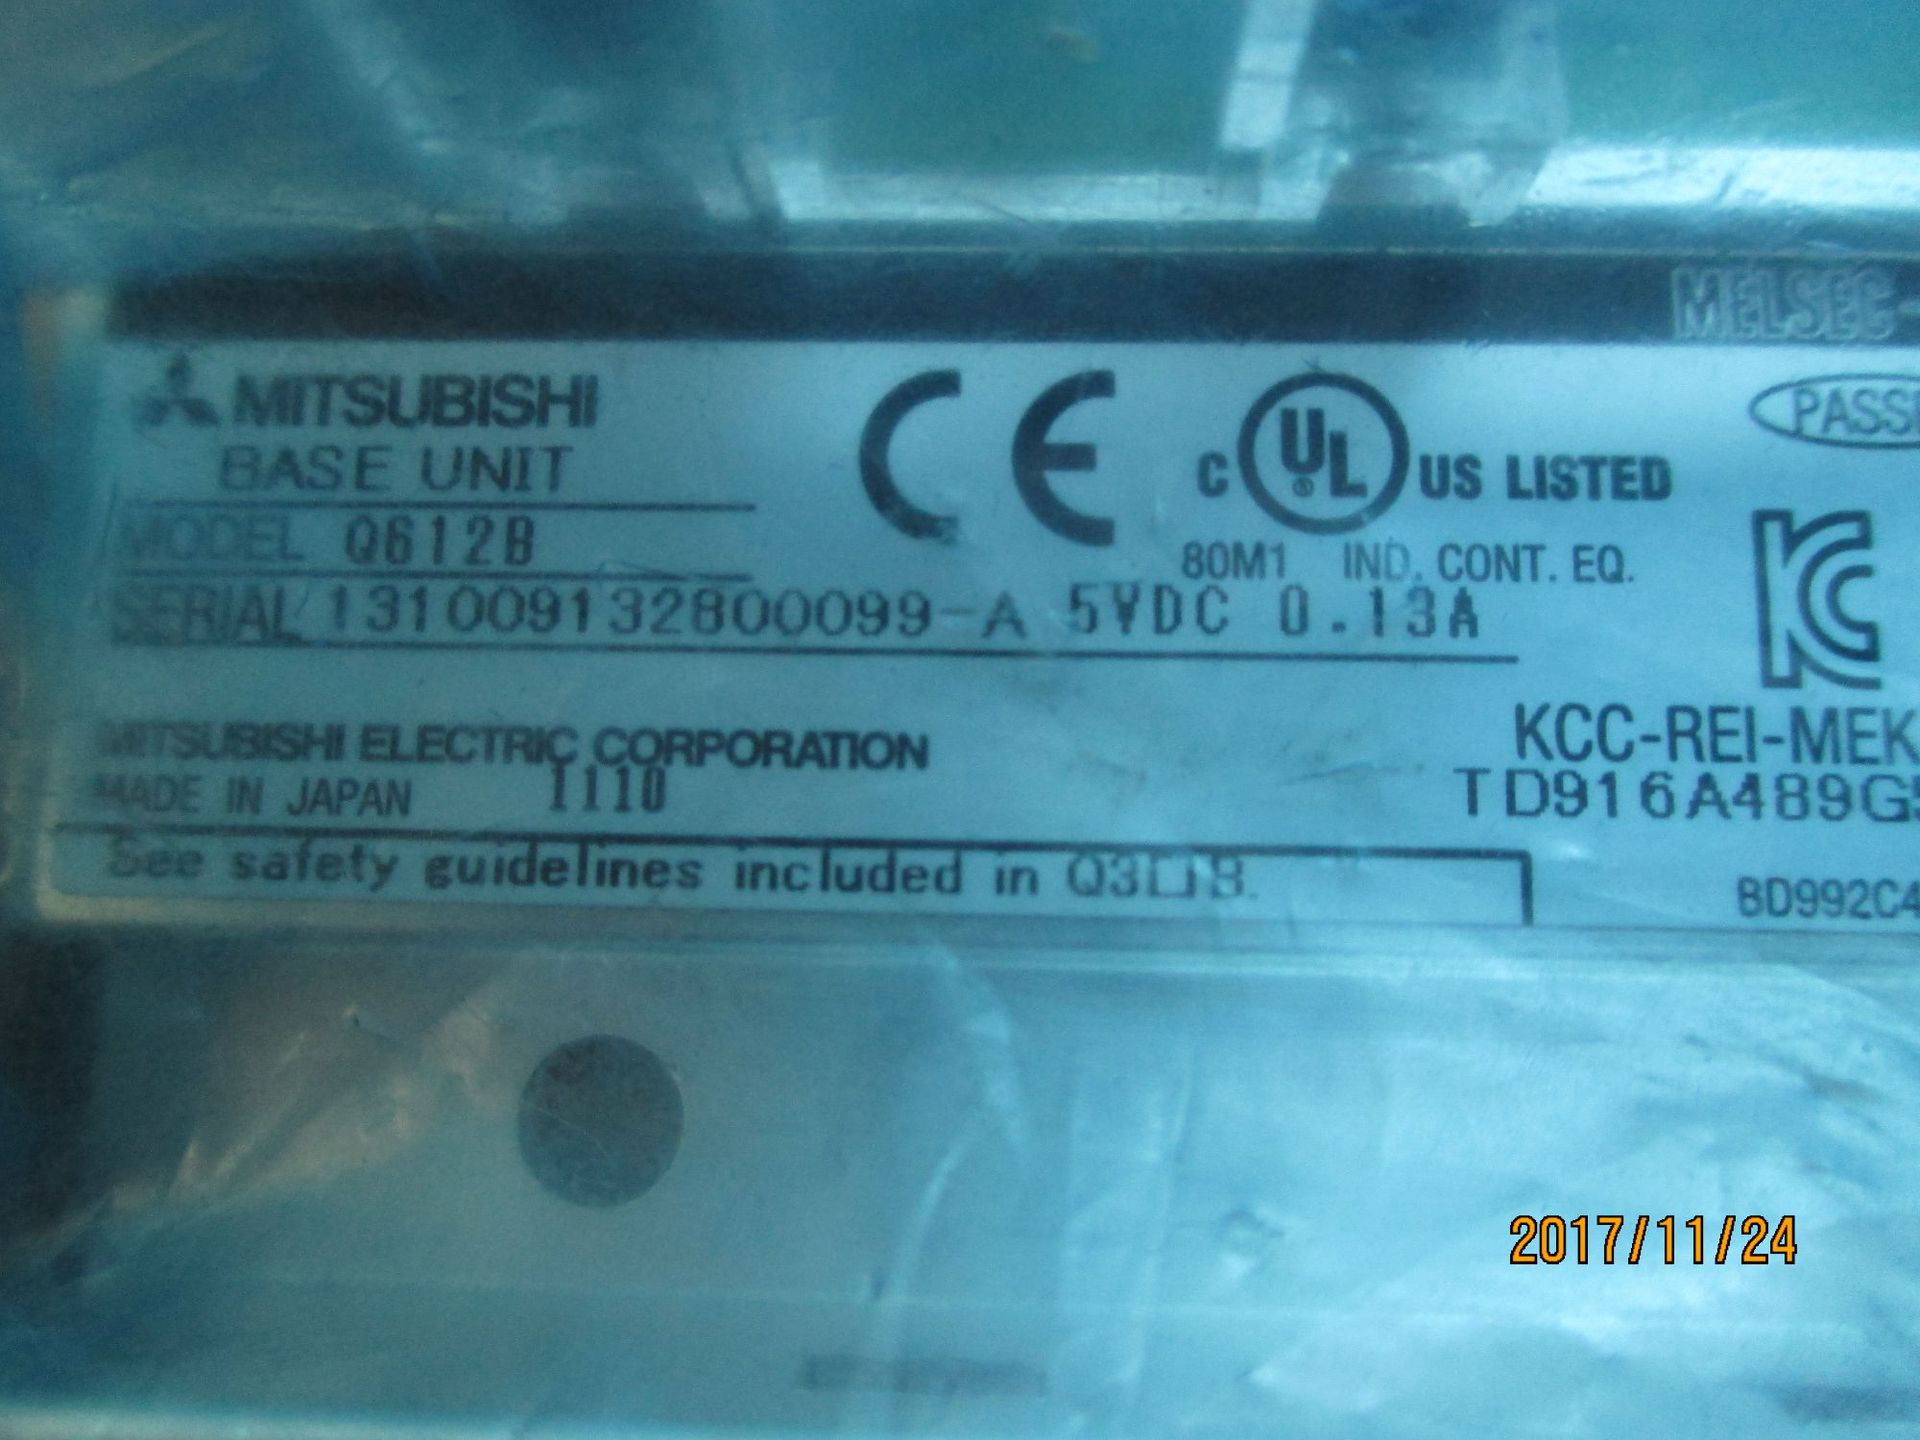 MELSEC-
MITSUBISHI
BASE UNIT
MODEL Q612B
SERIAL 131009132800099-A 5VDC 0.13A
CE
C UL ® US LISTED
80M1 IND. CONT. EQ.
PASS
KC
KCC-REI-MEK
TD916A489G
MITSUBISHI ELECTRIC CORPORATION
MADE IN JAPAN 1110
See safety guidelines included in Q3□B.
BD992C4
2017/11/24